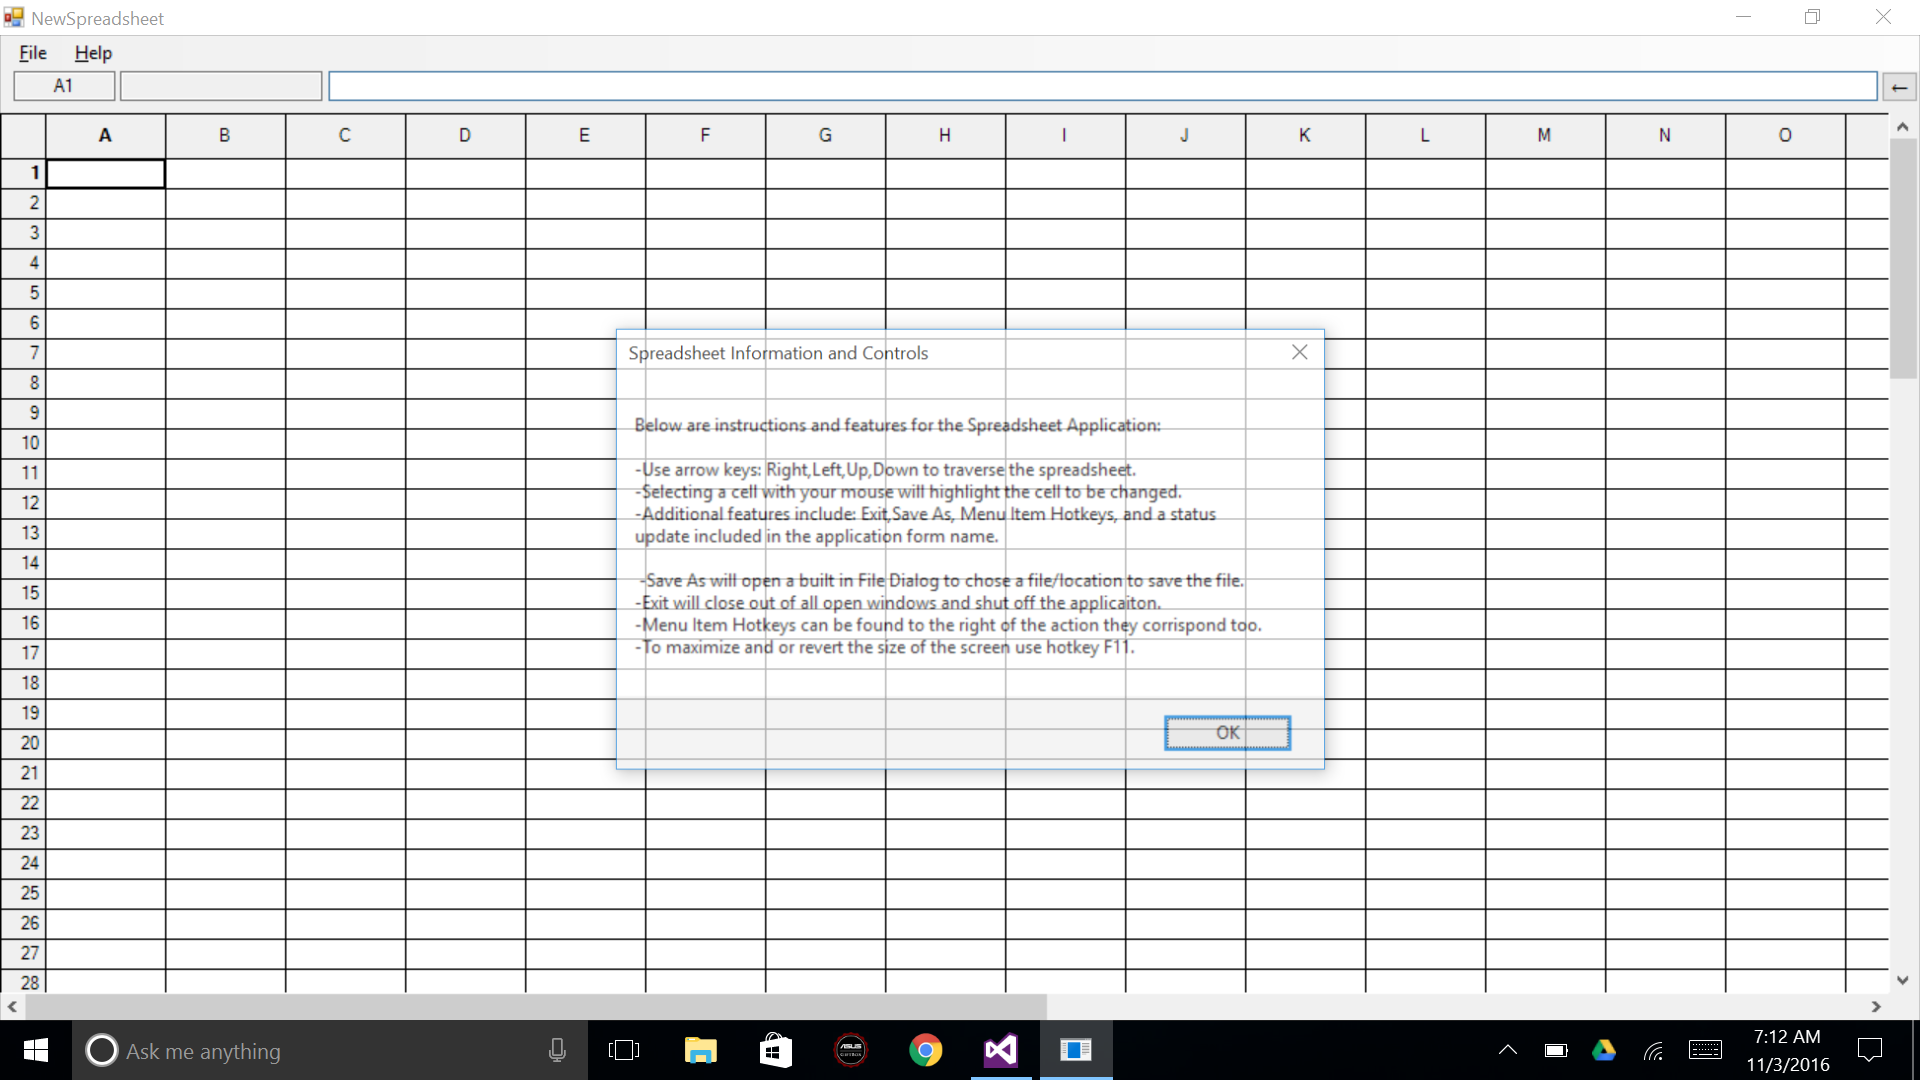 NewSpreadsheet
File Help
A1
A B C D E F G H I J K L M N O
1
2
3
4
5
6
7
8
9
10
11
12
13
14
15
16
17
18
19
20
21
22
23
24
25
26
27
28
Spreadsheet Information and Controls
Below are instructions and features for the Spreadsheet Application:
-Use arrow keys: Right,Left,Up,Down to traverse the spreadsheet.
-Selecting a cell with your mouse will highlight the cell to be changed.
-Additional features include: Exit,Save As, Menu Item Hotkeys, and a status
update included in the application form name.
-Save As will open a built in File Dialog to chose a file/location to save the file.
-Exit will close out of all open windows and shut off the applicaiton.
-Menu Item Hotkeys can be found to the right of the action they corrispond too.
-To maximize and or revert the size of the screen use hotkey F11.
OK
Ask me anything
ASUS
7:12 AM
11/3/2016